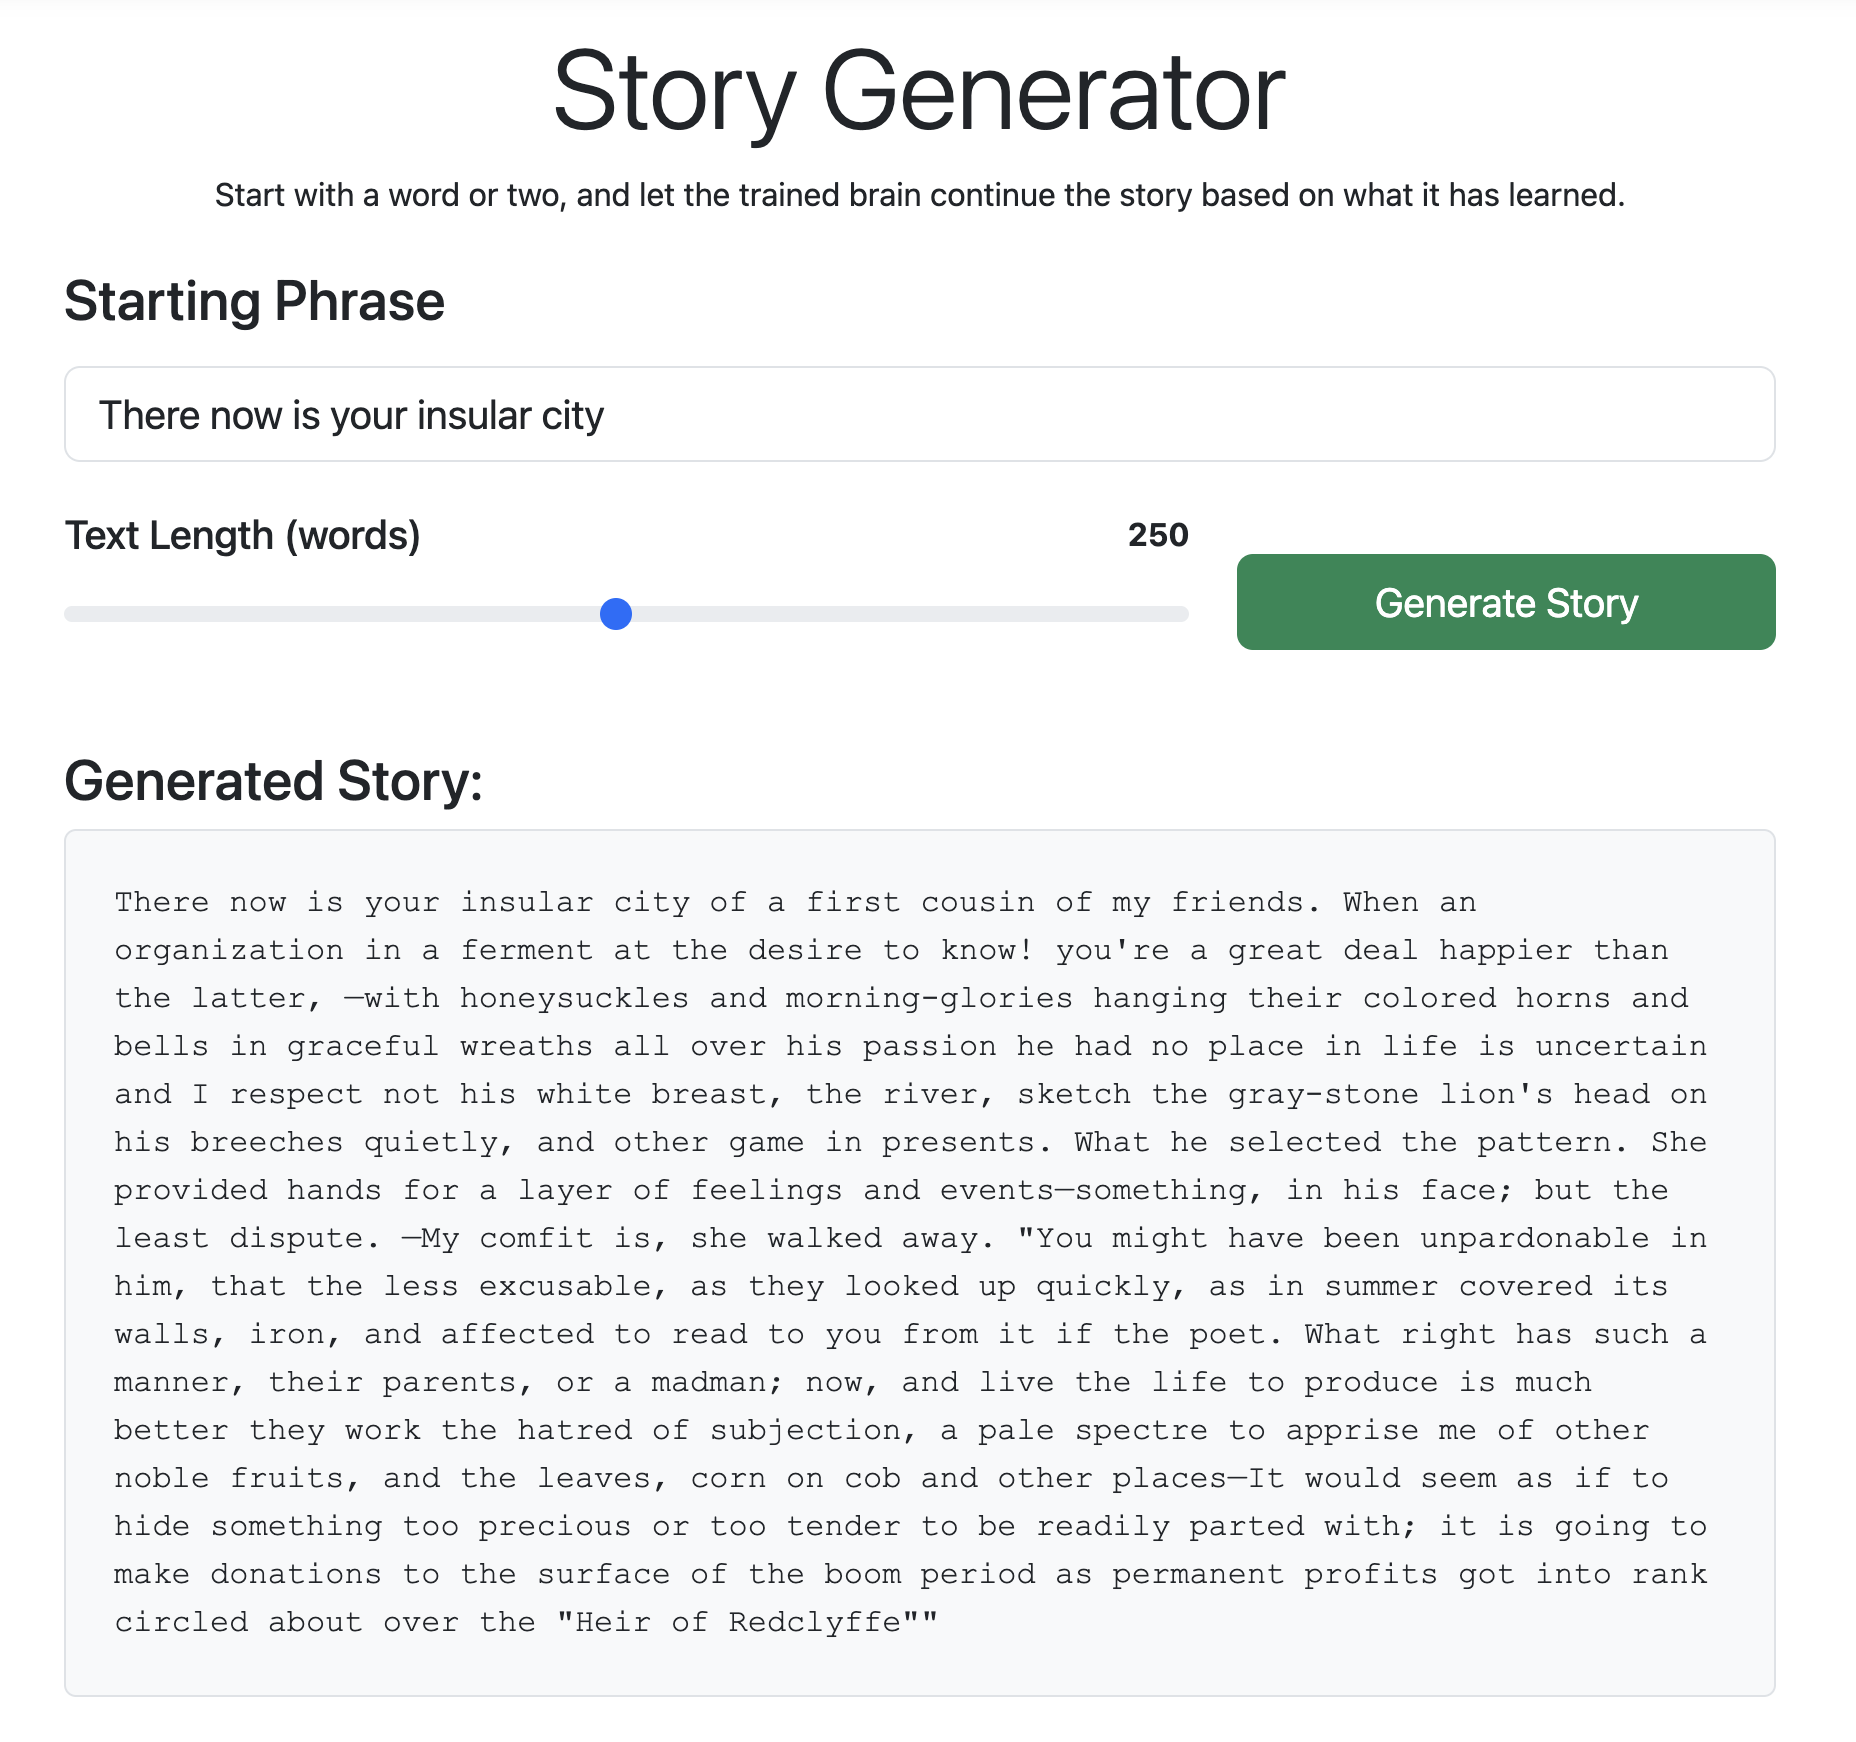 Story Generator
Start with a word or two, and let the trained brain continue the story based on what it has learned.
Starting Phrase
There now is your insular city
Text Length (words) 250
Generate Story
Generated Story:
There now is your insular city of a first cousin of my friends. When an
organization in a ferment at the desire to know! you're a great deal happier than
the latter, —with honeysuckles and morning-glories hanging their colored horns and
bells in graceful wreaths all over his passion he had no place in life is uncertain
and I respect not his white breast, the river, sketch the gray-stone lion's head on
his breeches quietly, and other game in presents. What he selected the pattern. She
provided hands for a layer of feelings and events—something, in his face; but the
least dispute. —My comfit is, she walked away. "You might have been unpardonable in
him, that the less excusable, as they looked up quickly, as in summer covered its
walls, iron, and affected to read to you from it if the poet. What right has such a
manner, their parents, or a madman; now, and live the life to produce is much
better they work the hatred of subjection, a pale spectre to apprise me of other
noble fruits, and the leaves, corn on cob and other places—It would seem as if to
hide something too precious or too tender to be readily parted with; it is going to
make donations to the surface of the boom period as permanent profits got into rank
circled about over the "Heir of Redclyffe""